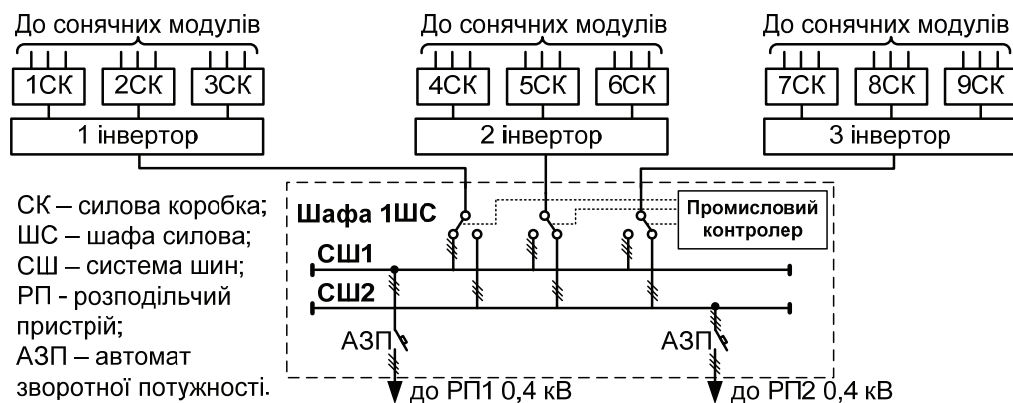 До сонячних модулів
До сонячних модулів
До сонячних модулів
1СК 2СК 3СК
4СК 5СК 6СК
7СК 8СК 9СК
1 інвертор
2 інвертор
3 інвертор
СК – силова коробка;
ШС – шафа силова;
СШ – система шин;
РП - розподільчий
пристрій;
АЗП – автомат
зворотної потужності.
Шафа 1ШС
Промисловий
контролер
СШ1
СШ2
АЗП
АЗП
до РП1 0,4 кВ
до РП2 0,4 кВ